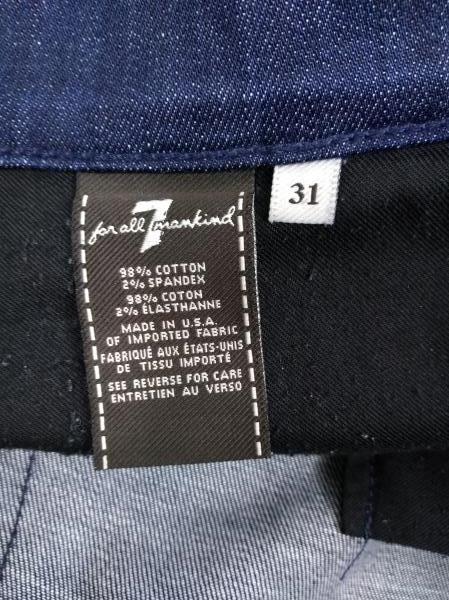 for all 7 mankind
31
98% COTTON
2% SPANDEX
98% COTON
2% ÉLASTHANNE
MADE IN U.S.A.
OF IMPORTED FABRIC
FABRIQUÉ AUX ÉTATS-UNIS
DE TISSU IMPORTÉ
SEE REVERSE FOR CARE
ENTRETIEN AU VERSO